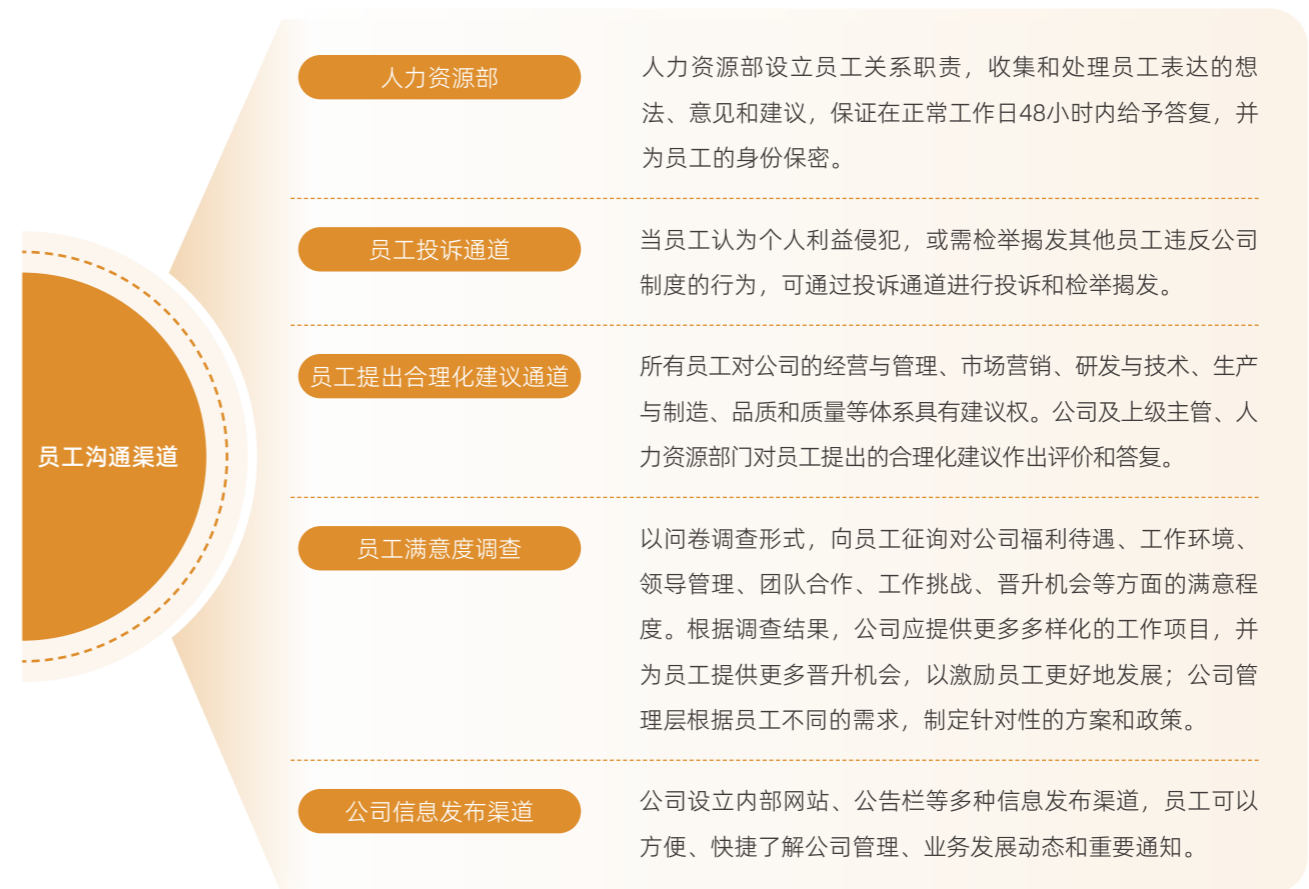 员工沟通渠道
人力资源部
人力资源部设立员工关系职责，收集和处理员工表达的想
法、意见和建议，保证在正常工作日48小时内给予答复，并
为员工的身份保密。
员工投诉通道
当员工认为个人利益侵犯，或需检举揭发其他员工违反公司
制度的行为，可通过投诉通道进行投诉和检举揭发。
员工提出合理化建议通道
所有员工对公司的经营与管理、市场营销、研发与技术、生产
与制造、品质和质量等体系具有建议权。公司及上级主管、人
力资源部门对员工提出的合理化建议作出评价和答复。
员工满意度调查
以问卷调查形式，向员工征询对公司福利待遇、工作环境、
领导管理、团队合作、工作挑战、晋升机会等方面的满意程
度。根据调查结果，公司应提供更多多样化的工作项目，并
为员工提供更多晋升机会，以激励员工更好地发展；公司管
理层根据员工不同的需求，制定针对性的方案和政策。
公司信息发布渠道
公司设立内部网站、公告栏等多种信息发布渠道，员工可以
方便、快捷了解公司管理、业务发展动态和重要通知。